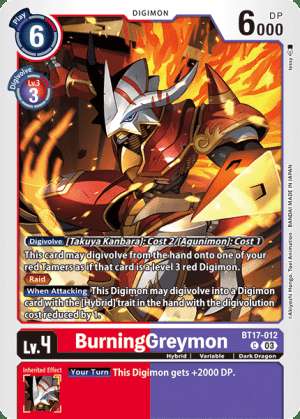 DIGIMON
Play
6
DP
6000
Digivolve
Lv.3
3
Digivolve [Takuya Kanbara]: Cost 2/[Agunimon]: Cost 1
This card may digivolve from the hand onto one of your
red Tamers as if that card is a level 3 red Digimon.
Raid
When Attacking This Digimon may digivolve into a Digimon
card with the [Hybrid] trait in the hand with the digivolution
cost reduced by 1.
©Akiyoshi Hongo, Toei Animation · BANDAI MADE IN JAPAN
BT17-012
Lv.4
BurningGreymon
C 03
Hybrid
Variable
Dark Dragon
Inherited Effect
Your Turn This Digimon gets +2000 DP.